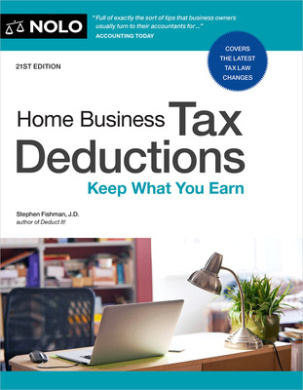 NOLO
"Full of exactly the sort of tips that business owners
usually turn to their accountants for..."
ACCOUNTING TODAY
21ST EDITION
COVERS
THE LATEST
TAX LAW
CHANGES
Home Business Tax
Deductions
Keep What You Earn
Stephen Fishman, J.D.
author of Deduct It!